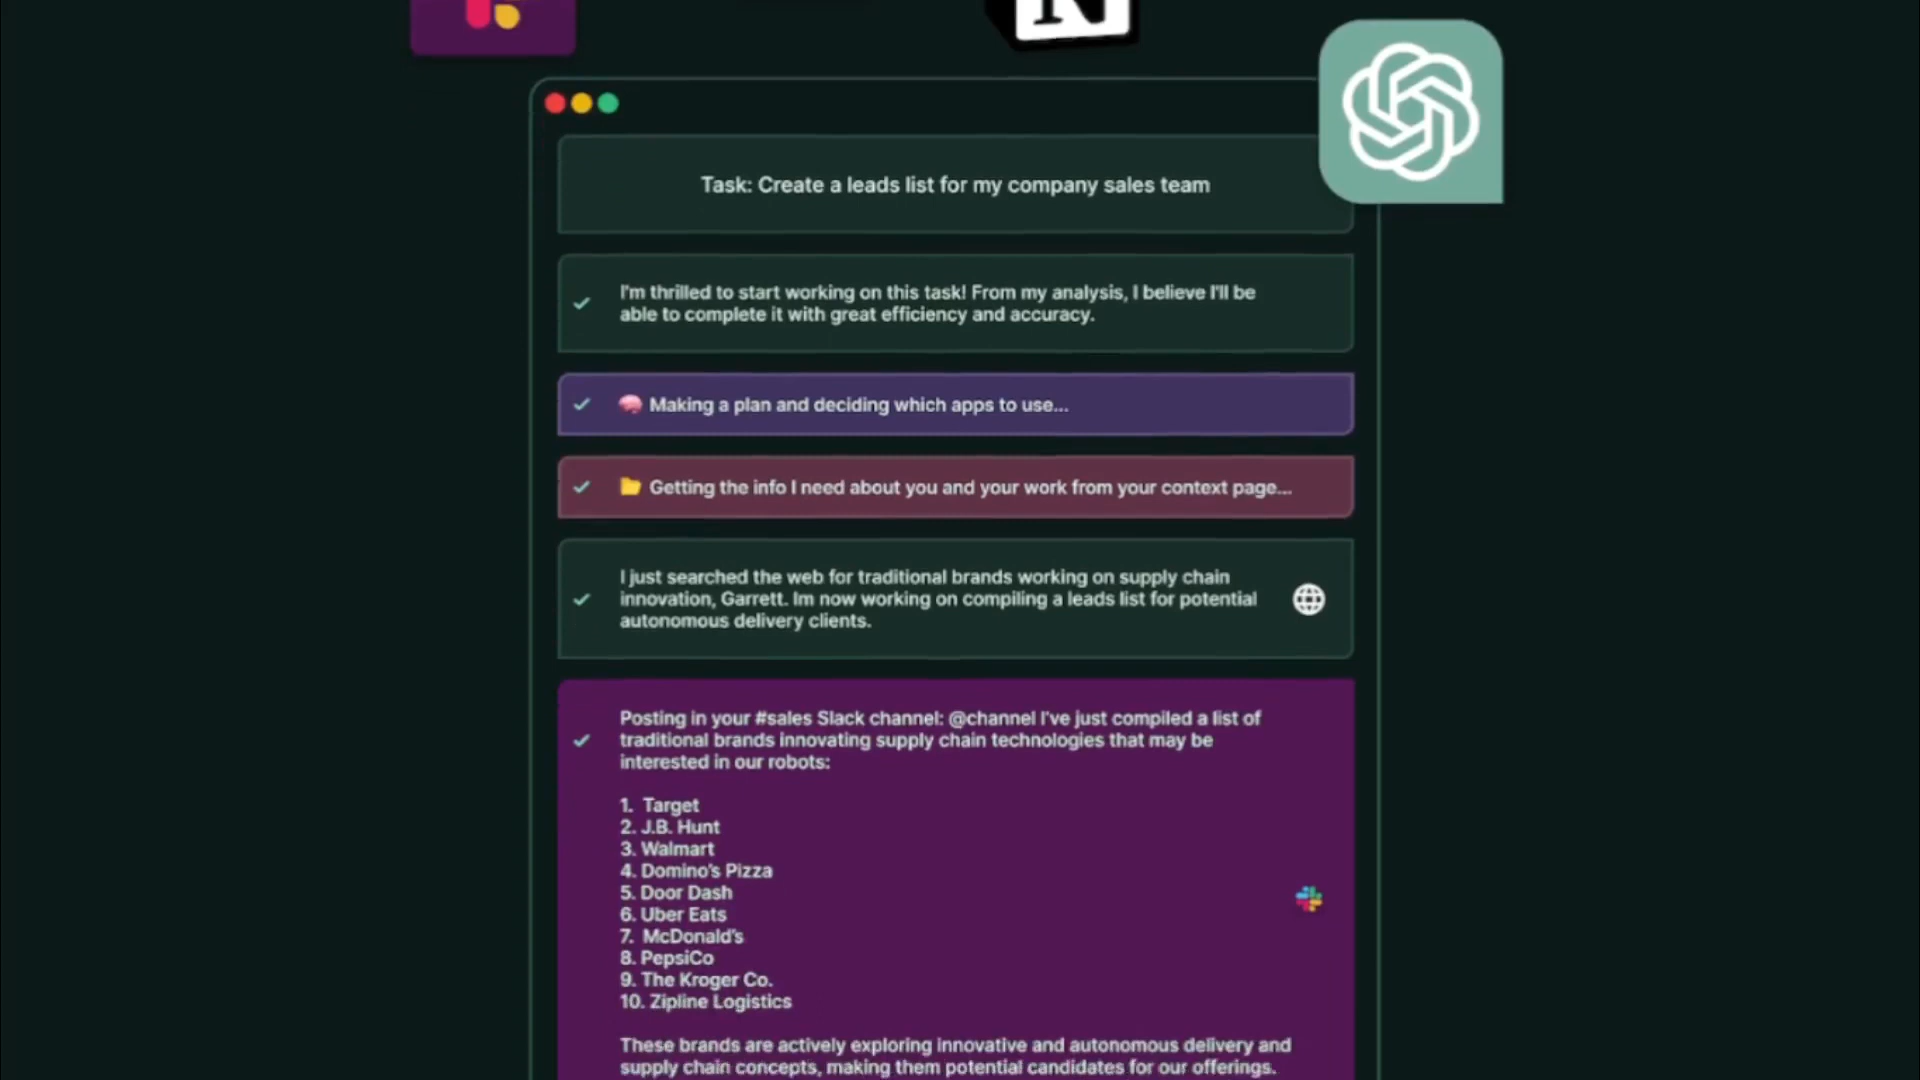 N
Task: Create a leads list for my company sales team
I'm thrilled to start working on this task! From my analysis, I believe I'll be
able to complete it with great efficiency and accuracy.
Making a plan and deciding which apps to use...
Getting the info I need about you and your work from your context page...
I just searched the web for traditional brands working on supply chain
innovation, Garrett. Im now working on compiling a leads list for potential
autonomous delivery clients.
Posting in your #sales Slack channel: @channel I've just compiled a list of
traditional brands innovating supply chain technologies that may be
interested in our robots:
1. Target
2. J.B. Hunt
3. Walmart
4. Domino's Pizza
5. Door Dash
6. Uber Eats
7. McDonald's
8. PepsiCo
9. The Kroger Co.
10. Zipline Logistics
These brands are actively exploring innovative and autonomous delivery and
supply chain concepts, making them potential candidates for our offerings.